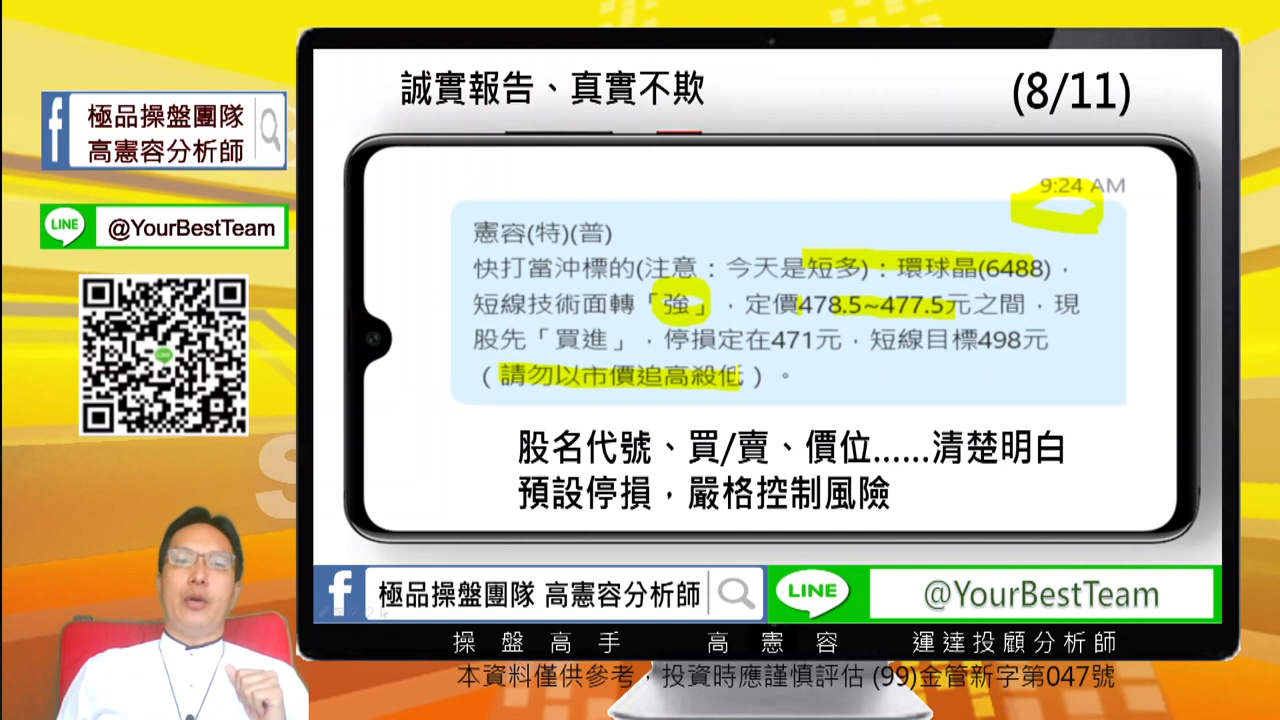 誠實報告、真實不欺
(8/11)
極品操盤團隊
高憲容分析師
LINE
@YourBestTeam
9:24 AM
憲容(特)(普)
快打當沖標的(注意：今天是短多)：環球晶(6488)，
短線技術面轉「強」，定價478.5~477.5元之間，現
股先「買進」，停損定在471元，短線目標498元
（請勿以市價追高殺低）。
股名代號、買/賣、價位......清楚明白
預設停損，嚴格控制風險
極品操盤團隊 高憲容分析師
LINE
@YourBestTeam
操盤高手 高憲容 運達投顧分析師
本資料僅供參考，投資時應謹慎評估 (99)金管新字第047號